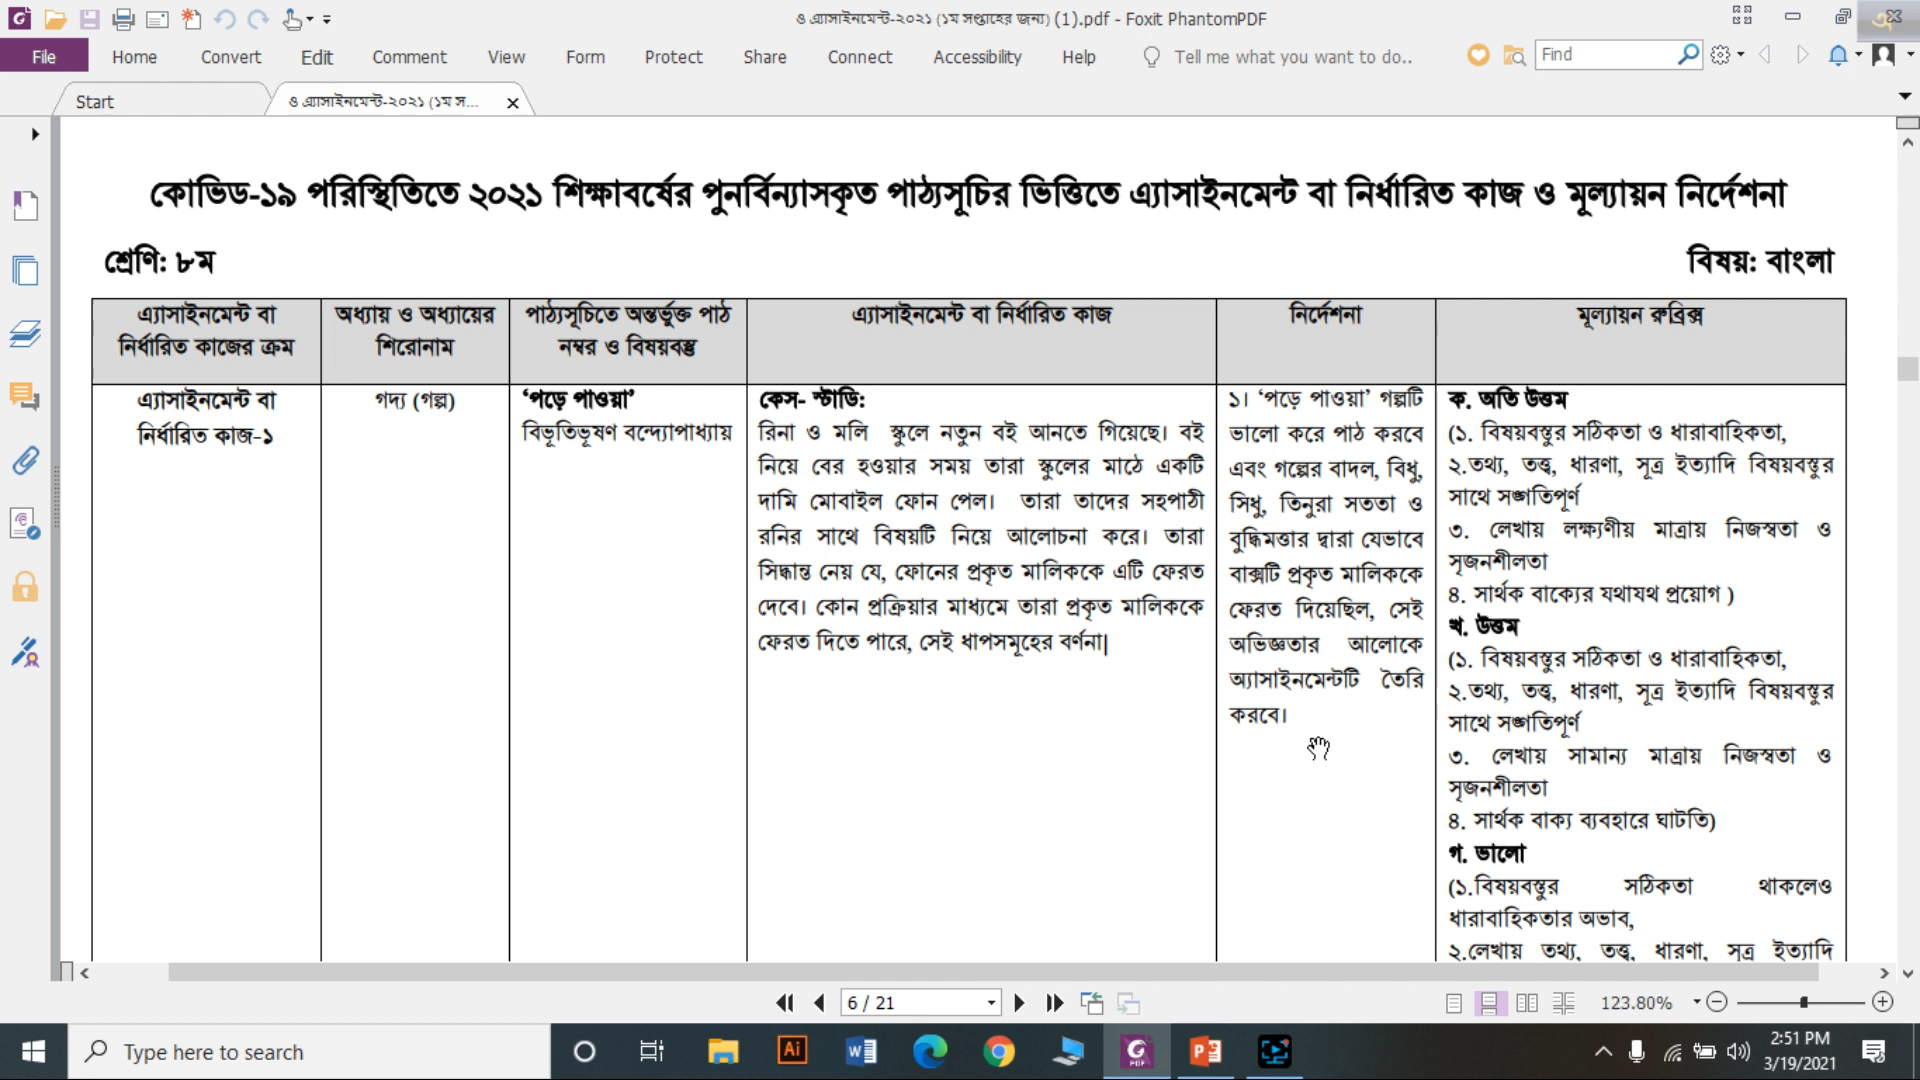 ও এ্যাসাইনমেন্ট-২০২১ (১ম সপ্তাহের জন্য) (1).pdf - Foxit PhantomPDF
File Home Convert Edit Comment View Form Protect Share Connect Accessibility Help Tell me what you want to do.. Find
Start ও এ্যাসাইনমেন্ট-২০২১ (১ম স...
কোভিড-১৯ পরিস্থিতিতে ২০২১ শিক্ষাবর্ষের পুনর্বিন্যাসকৃত পাঠ্যসূচির ভিত্তিতে এ্যাসাইনমেন্ট বা নির্ধারিত কাজ ও মূল্যায়ন নির্দেশনা
শ্রেণি: ৮ম
বিষয়: বাংলা
এ্যাসাইনমেন্ট বা
নির্ধারিত কাজের ক্রম
অধ্যায় ও অধ্যায়ের
শিরোনাম
পাঠ্যসূচিতে অন্তর্ভুক্ত পাঠ
নম্বর ও বিষয়বস্তু
এ্যাসাইনমেন্ট বা নির্ধারিত কাজ
নির্দেশনা
মূল্যায়ন রুব্রিক্স
এ্যাসাইনমেন্ট বা
নির্ধারিত কাজ-১
গদ্য (গল্প)
‘পড়ে পাওয়া’
বিভূতিভূষণ বন্দ্যোপাধ্যায়
কেস- স্টাডি:
রিনা ও মলি স্কুলে নতুন বই আনতে গিয়েছে। বই
নিয়ে বের হওয়ার সময় তারা স্কুলের মাঠে একটি
দামি মোবাইল ফোন পেল। তারা তাদের সহপাঠী
রনির সাথে বিষয়টি নিয়ে আলোচনা করে। তারা
সিদ্ধান্ত নেয় যে, ফোনের প্রকৃত মালিককে এটি ফেরত
দেবে। কোন প্রক্রিয়ার মাধ্যমে তারা প্রকৃত মালিককে
ফেরত দিতে পারে, সেই ধাপসমূহের বর্ণনা|
১। ‘পড়ে পাওয়া’ গল্পটি
ভালো করে পাঠ করবে
এবং গল্পের বাদল, বিধু,
সিধু, তিনুরা সততা ও
বুদ্ধিমত্তার দ্বারা যেভাবে
বাক্সটি প্রকৃত মালিককে
ফেরত দিয়েছিল, সেই
অভিজ্ঞতার আলোকে
অ্যাসাইনমেন্টটি তৈরি
করবে।
ক. অতি উত্তম
(১. বিষয়বস্তুর সঠিকতা ও ধারাবাহিকতা,
২.তথ্য, তত্ত্ব, ধারণা, সূত্র ইত্যাদি বিষয়বস্তুর
সাথে সঙ্গতিপূর্ণ
৩. লেখায় লক্ষ্যণীয় মাত্রায় নিজস্বতা ও
সৃজনশীলতা
৪. সার্থক বাক্যের যথাযথ প্রয়োগ )
খ. উত্তম
(১. বিষয়বস্তুর সঠিকতা ও ধারাবাহিকতা,
২.তথ্য, তত্ত্ব, ধারণা, সূত্র ইত্যাদি বিষয়বস্তুর
সাথে সঙ্গতিপূর্ণ
৩. লেখায় সামান্য মাত্রায় নিজস্বতা ও
সৃজনশীলতা
৪. সার্থক বাক্য ব্যবহারে ঘাটতি)
গ. ভালো
(১.বিষয়বস্তুর সঠিকতা থাকলেও
ধারাবাহিকতার অভাব,
২.লেখায় তথ্য, তত্ত্ব, ধারণা, সূত্র ইত্যাদি
6 / 21
123.80%
Type here to search
2:51 PM
3/19/2021